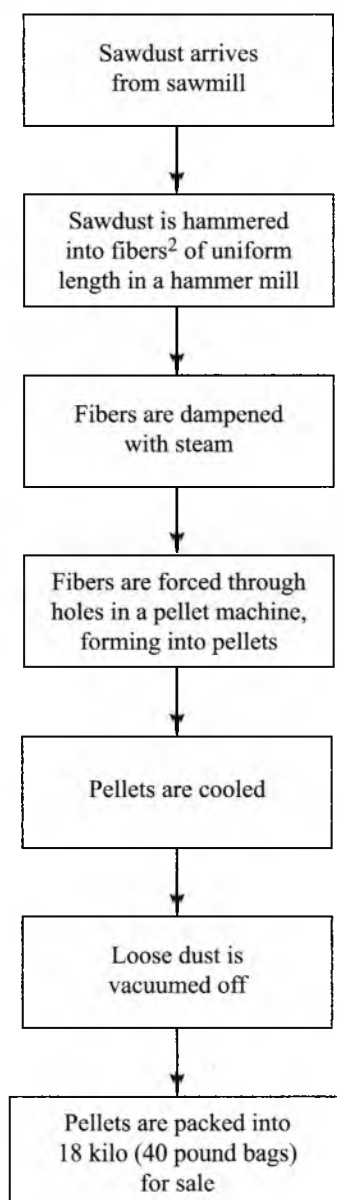 Sawdust arrives
from sawmill
Sawdust is hammered
into fibers² of uniform
length in a hammer mill
Fibers are dampened
with steam
Fibers are forced through
holes in a pellet machine,
forming into pellets
Pellets are cooled
Loose dust is
vacuumed off
Pellets are packed into
18 kilo (40 pound bags)
for sale